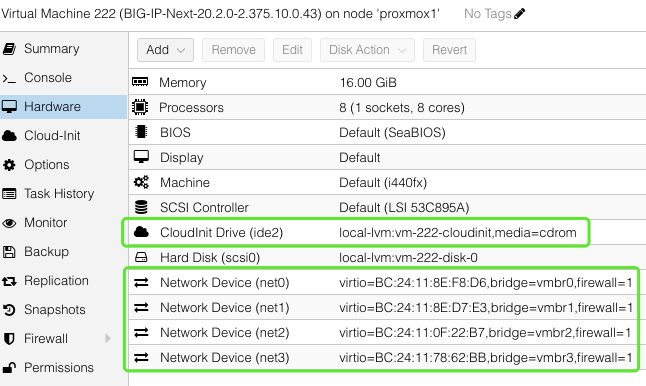 Virtual Machine 222 (BIG-IP-Next-20.2.0-2.375.10.0.43) on node 'proxmox1' No Tags
Summary
Console
Hardware
Cloud-Init
Options
Task History
Monitor
Backup
Replication
Snapshots
Firewall
Permissions
Add Remove Edit Disk Action Revert
Memory 16.00 GiB
Processors 8 (1 sockets, 8 cores)
BIOS Default (SeaBIOS)
Display Default
Machine Default (i440fx)
SCSI Controller Default (LSI 53C895A)
CloudInit Drive (ide2) local-lvm:vm-222-cloudinit,media=cdrom
Hard Disk (scsi0) local-lvm:vm-222-disk-0
Network Device (net0) virtio=BC:24:11:8E:F8:D6,bridge=vmbr0,firewall=1
Network Device (net1) virtio=BC:24:11:8E:D7:E3,bridge=vmbr1,firewall=1
Network Device (net2) virtio=BC:24:11:0F:22:B7,bridge=vmbr2,firewall=1
Network Device (net3) virtio=BC:24:11:78:62:BB,bridge=vmbr3,firewall=1